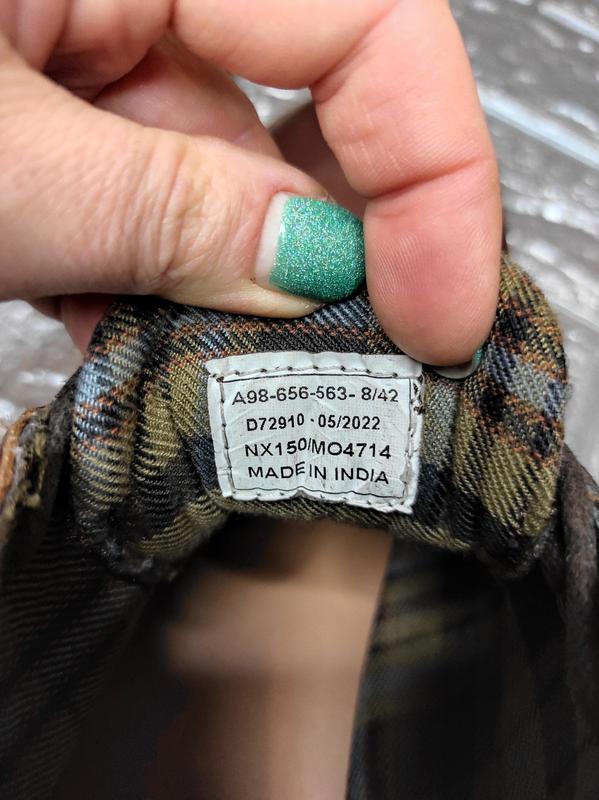 A98-656-563- 8/42
D72910 - 05/2022
NX150/MO4714
MADE IN INDIA